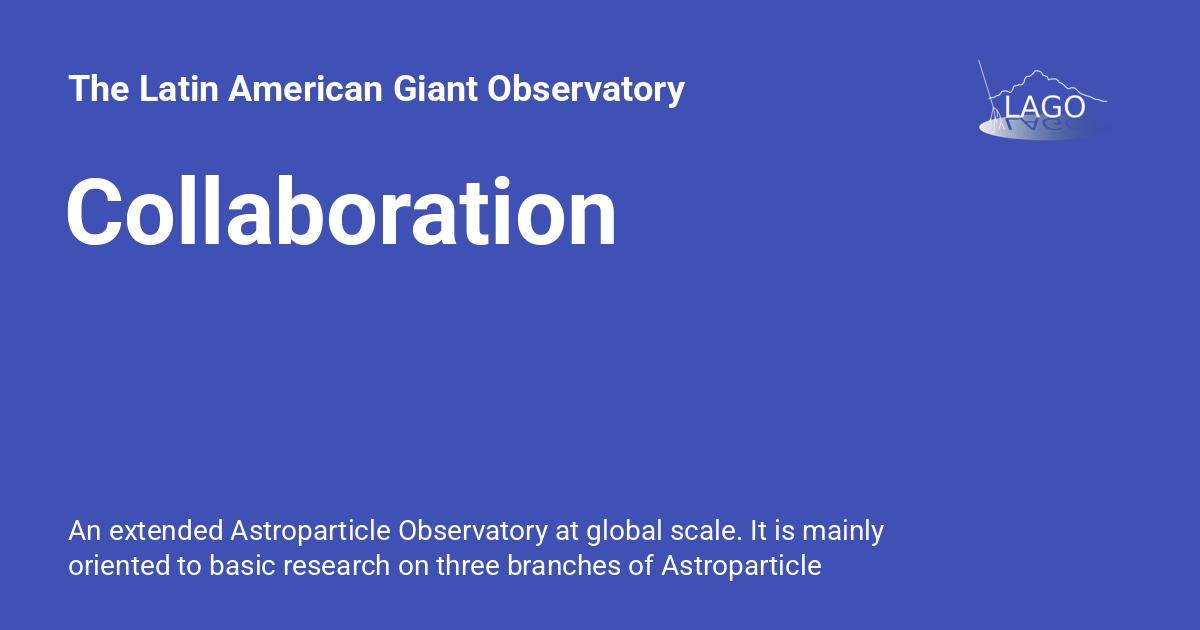 The Latin American Giant Observatory
LAGO
LAGO
Collaboration
An extended Astroparticle Observatory at global scale. It is mainly
oriented to basic research on three branches of Astroparticle